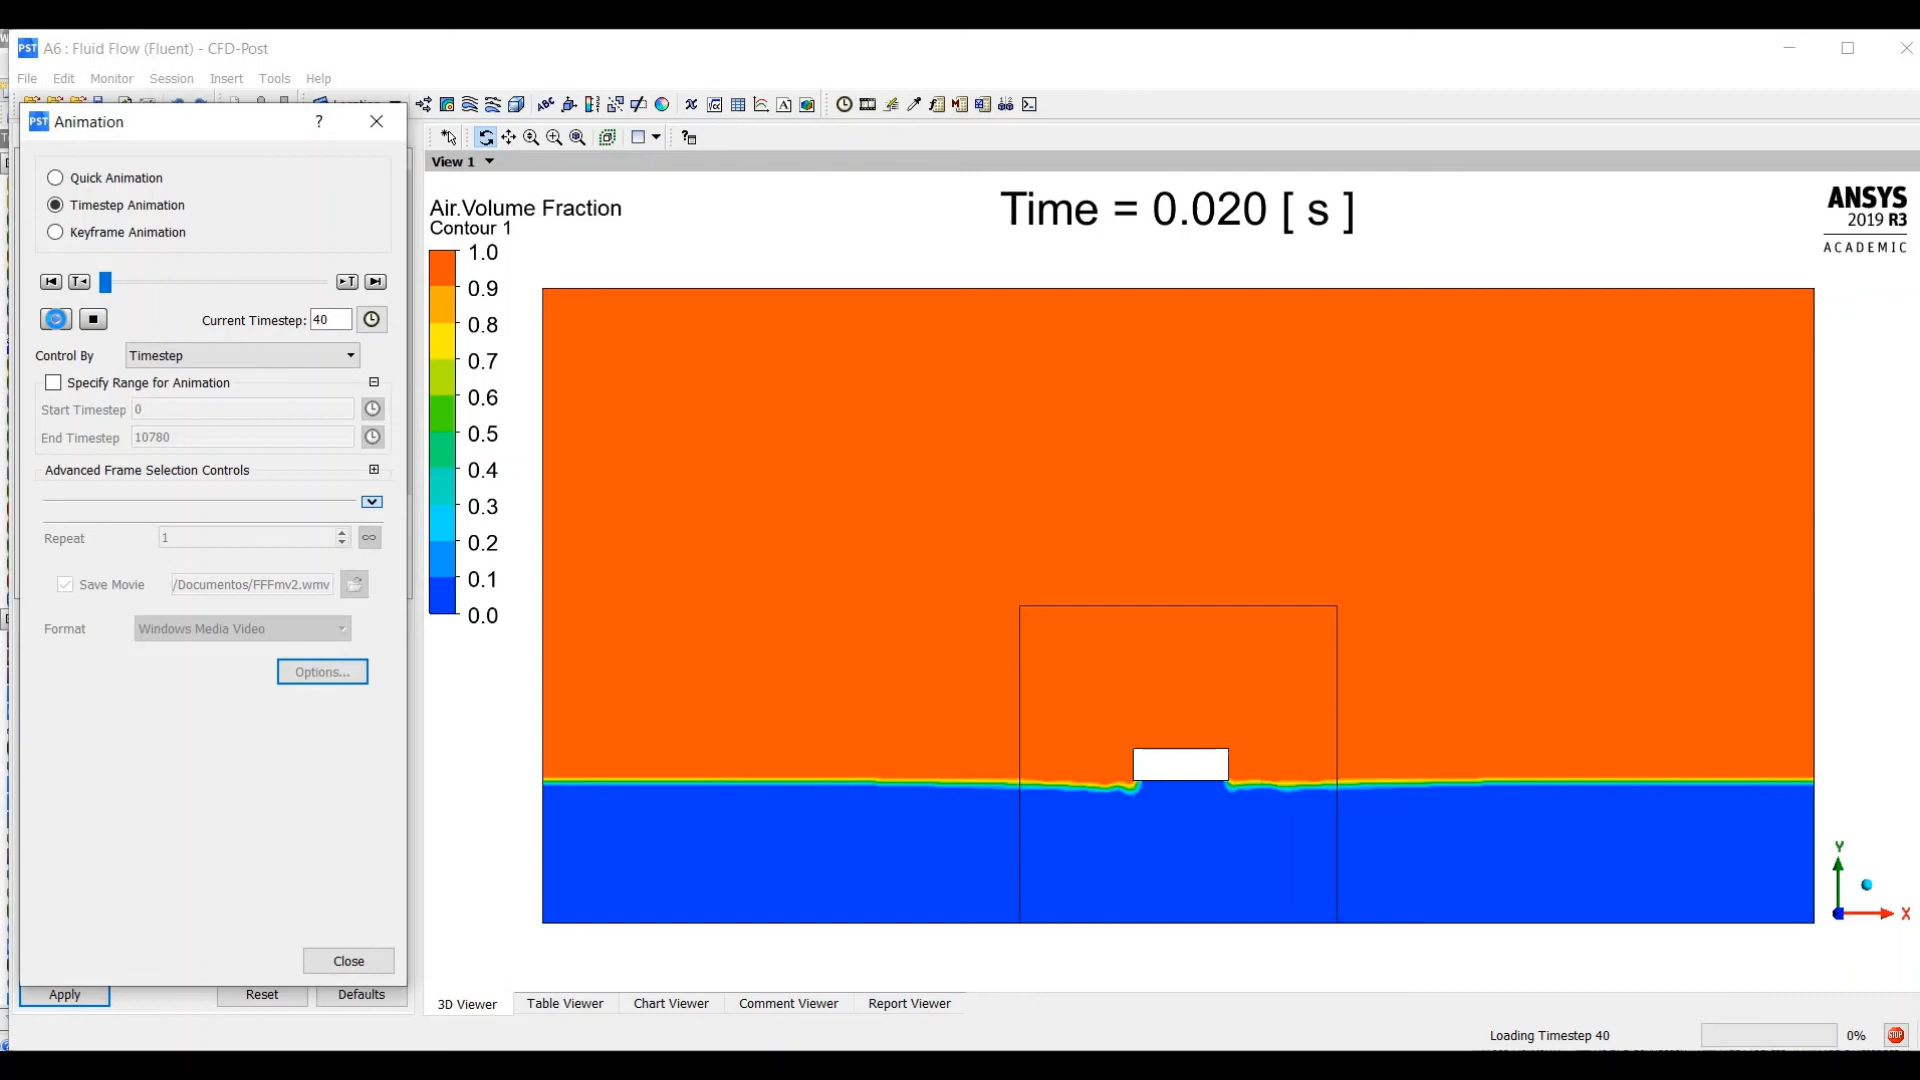 PST A6 : Fluid Flow (Fluent) - CFD-Post
File Edit Monitor Session Insert Tools Help
PST Animation ?
View 1
Quick Animation
Timestep Animation
Keyframe Animation
Current Timestep: 40
Control By Timestep
Specify Range for Animation
Start Timestep 0
End Timestep 10780
Advanced Frame Selection Controls
Repeat 1
Save Movie /Documentos/FFFmv2.wmv
Format Windows Media Video
Options...
Close
Apply Reset Defaults
Air.Volume Fraction
Contour 1
1.0
0.9
0.8
0.7
0.6
0.5
0.4
0.3
0.2
0.1
0.0
Time = 0.020 [ s ]
ANSYS
2019 R3
ACADEMIC
Y
X
3D Viewer Table Viewer Chart Viewer Comment Viewer Report Viewer
Loading Timestep 40 0% STOP